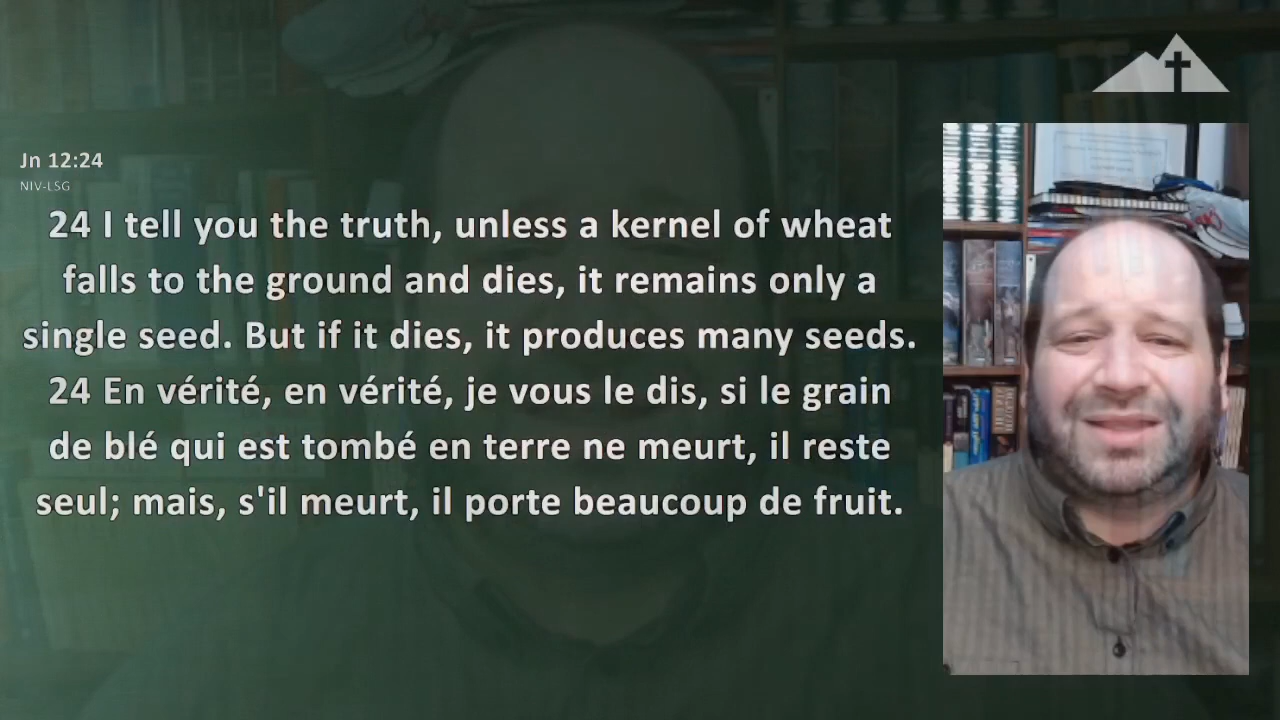 Jn 12:24
NIV-LSG
24 I tell you the truth, unless a kernel of wheat
falls to the ground and dies, it remains only a
single seed. But if it dies, it produces many seeds.
24 En vérité, en vérité, je vous le dis, si le grain
de blé qui est tombé en terre ne meurt, il reste
seul; mais, s'il meurt, il porte beaucoup de fruit.